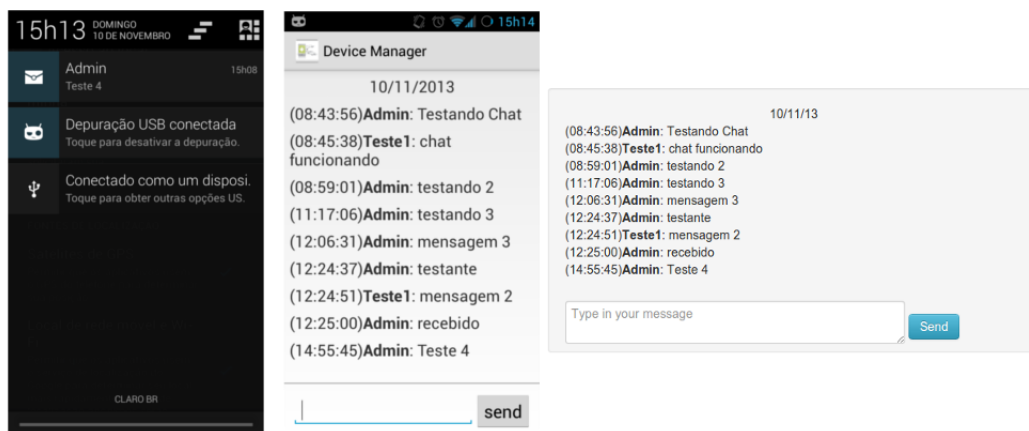 15h13 DOMINGO
10 DE NOVEMBRO
Admin 15h08
Teste 4
Depuração USB conectada
Toque para desativar a depuração.
Conectado como um disposi.
Toque para obter outras opções US.
CLARO BR
15h14
Device Manager
10/11/2013
(08:43:56)Admin: Testando Chat
(08:45:38)Teste1: chat
funcionando
(08:59:01)Admin: testando 2
(11:17:06)Admin: testando 3
(12:06:31)Admin: mensagem 3
(12:24:37)Admin: testante
(12:24:51)Teste1: mensagem 2
(12:25:00)Admin: recebido
(14:55:45)Admin: Teste 4
send
10/11/13
(08:43:56)Admin: Testando Chat
(08:45:38)Teste1: chat funcionando
(08:59:01)Admin: testando 2
(11:17:06)Admin: testando 3
(12:06:31)Admin: mensagem 3
(12:24:37)Admin: testante
(12:24:51)Teste1: mensagem 2
(12:25:00)Admin: recebido
(14:55:45)Admin: Teste 4
Type in your message
Send